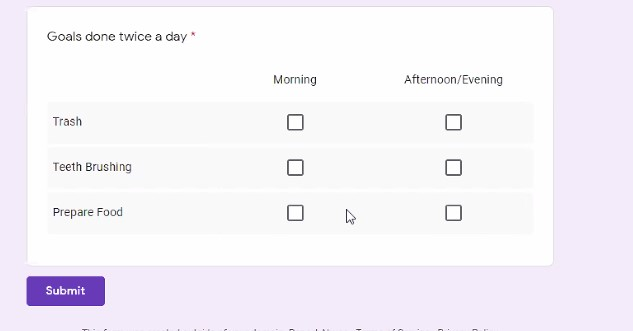 Goals done twice a day *
Morning Afternoon/Evening
Trash
Teeth Brushing
Prepare Food
Submit